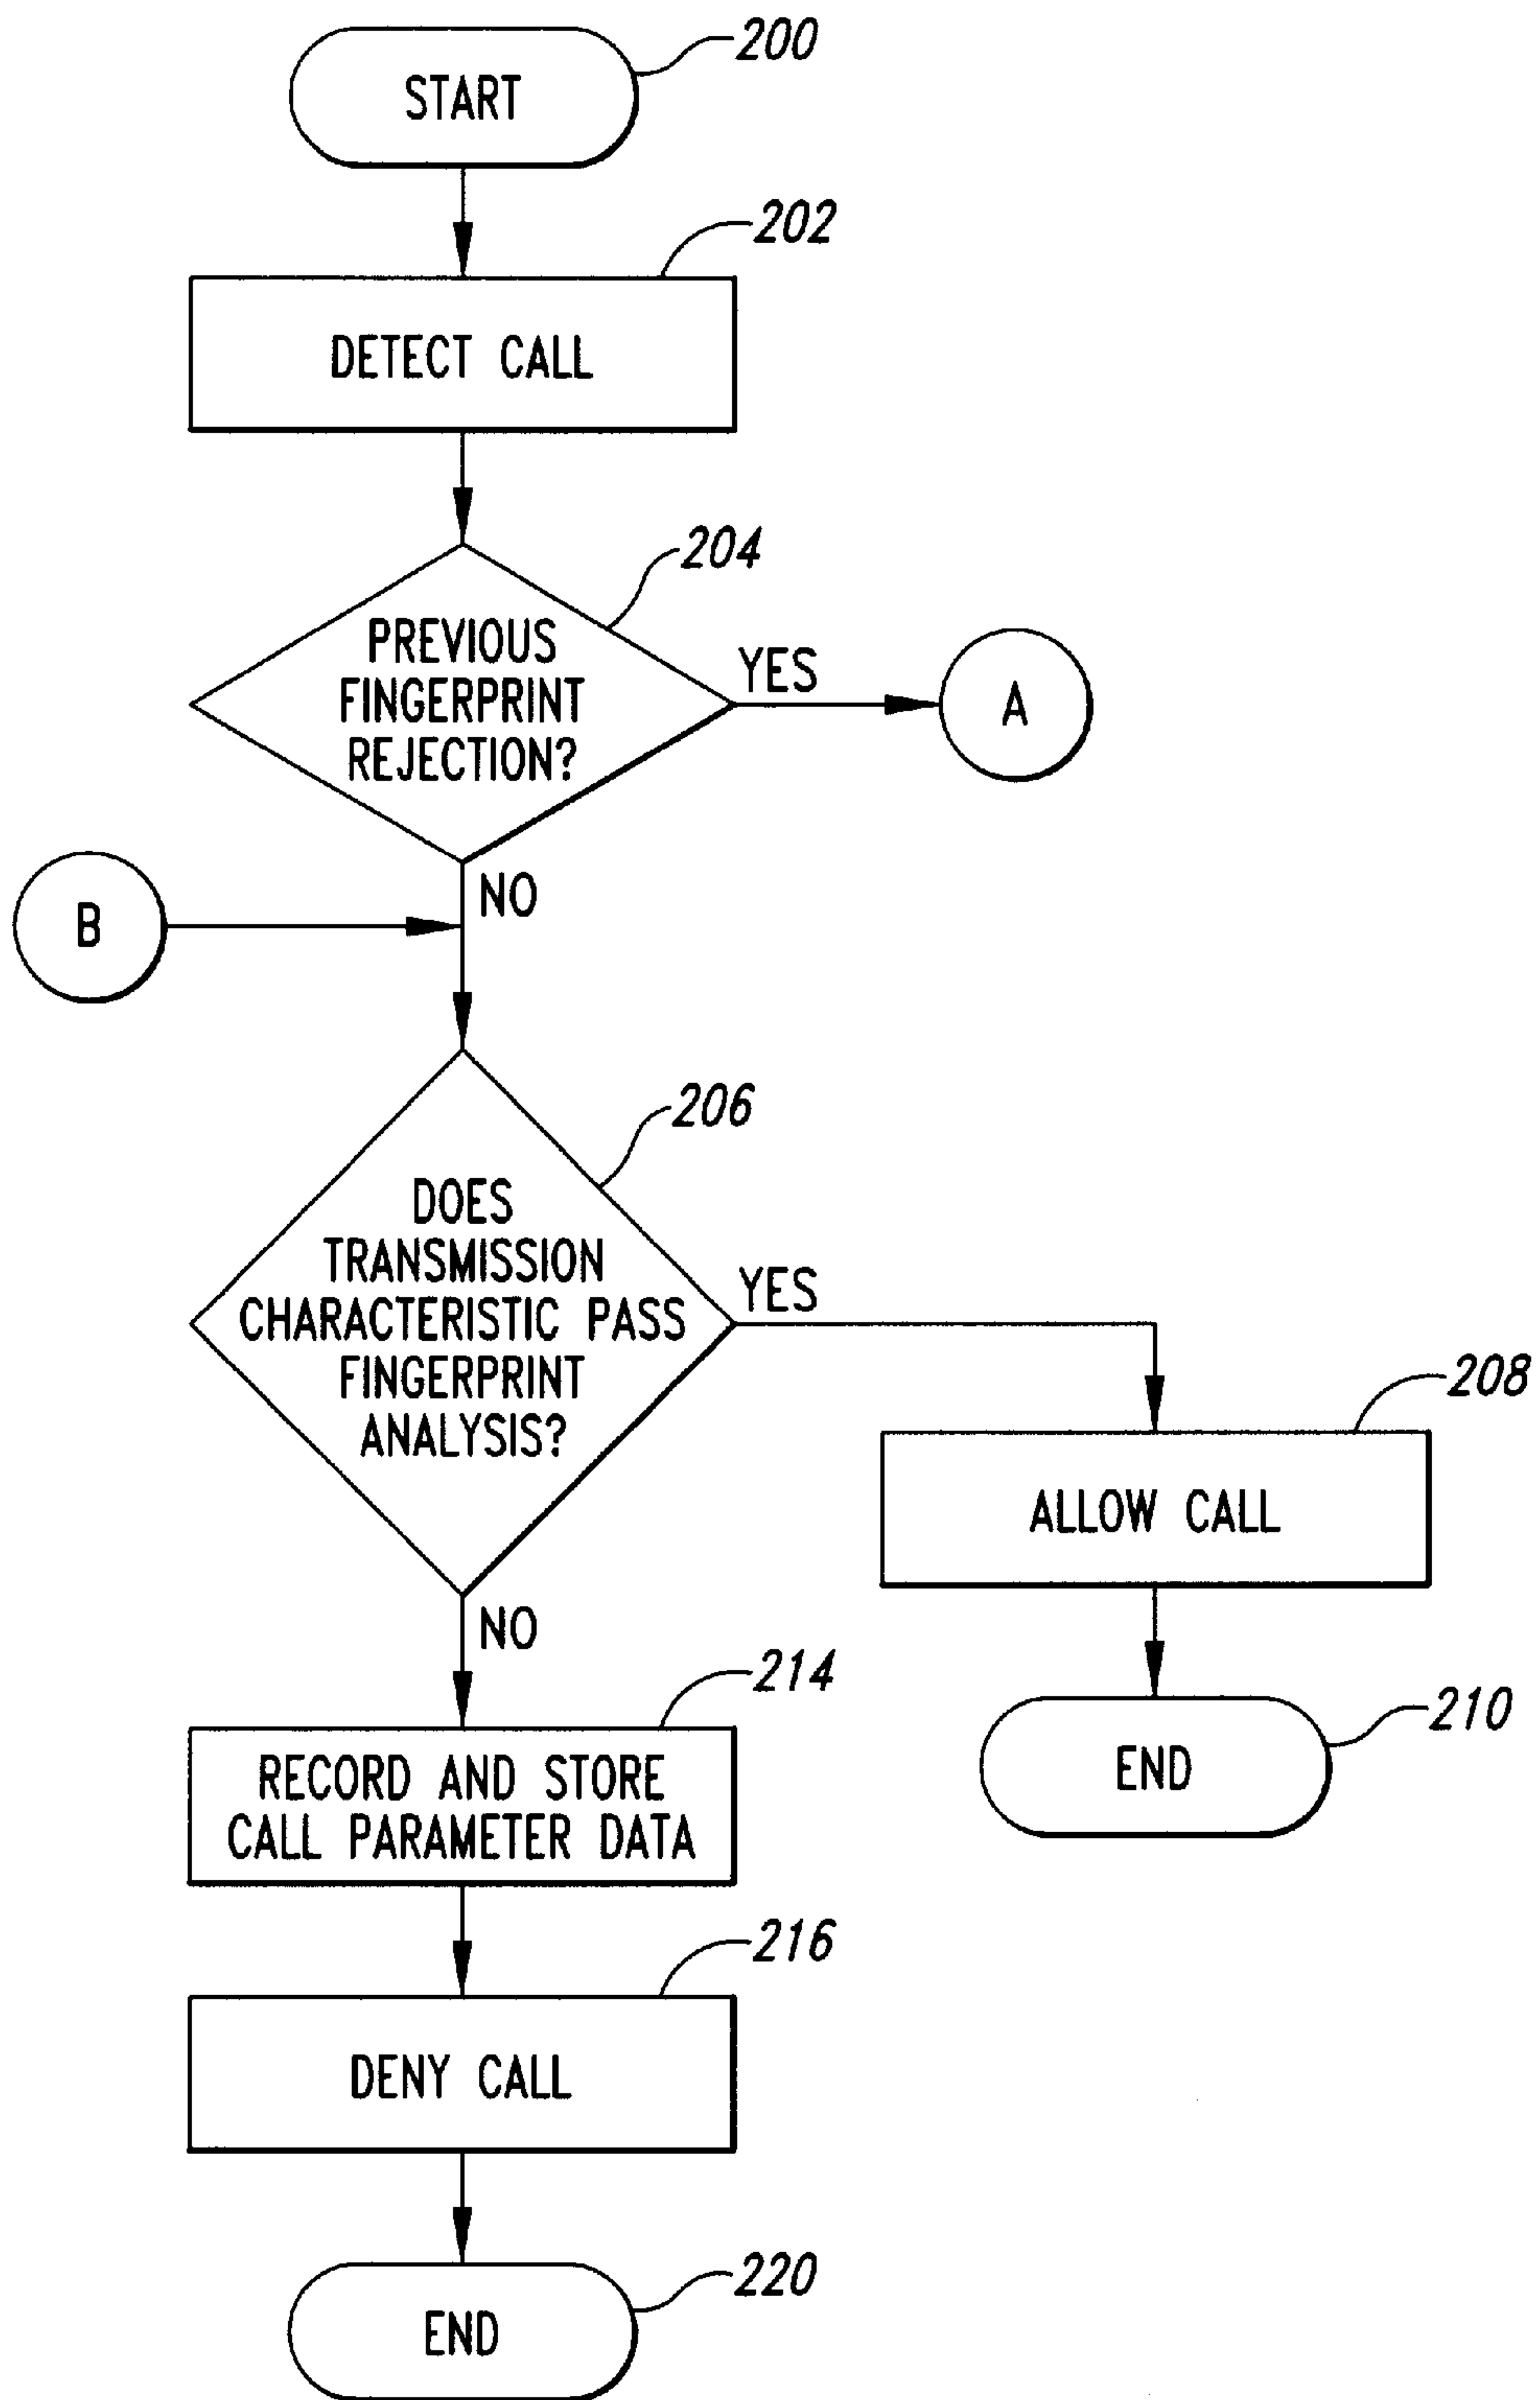 200
START
202
DETECT CALL
204
PREVIOUS
FINGERPRINT
REJECTION?
YES
A
NO
B
206
DOES
TRANSMISSION
CHARACTERISTIC PASS
FINGERPRINT
ANALYSIS?
YES
208
ALLOW CALL
NO
210
END
214
RECORD AND STORE
CALL PARAMETER DATA
216
DENY CALL
220
END